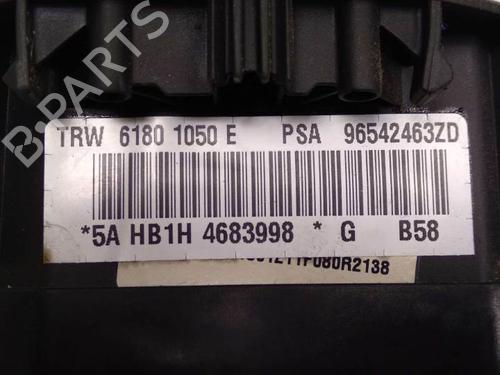 B-PARTS
TRW 6180 1050 E PSA 96542463ZD
*5A HB1H 4683998 * G B58